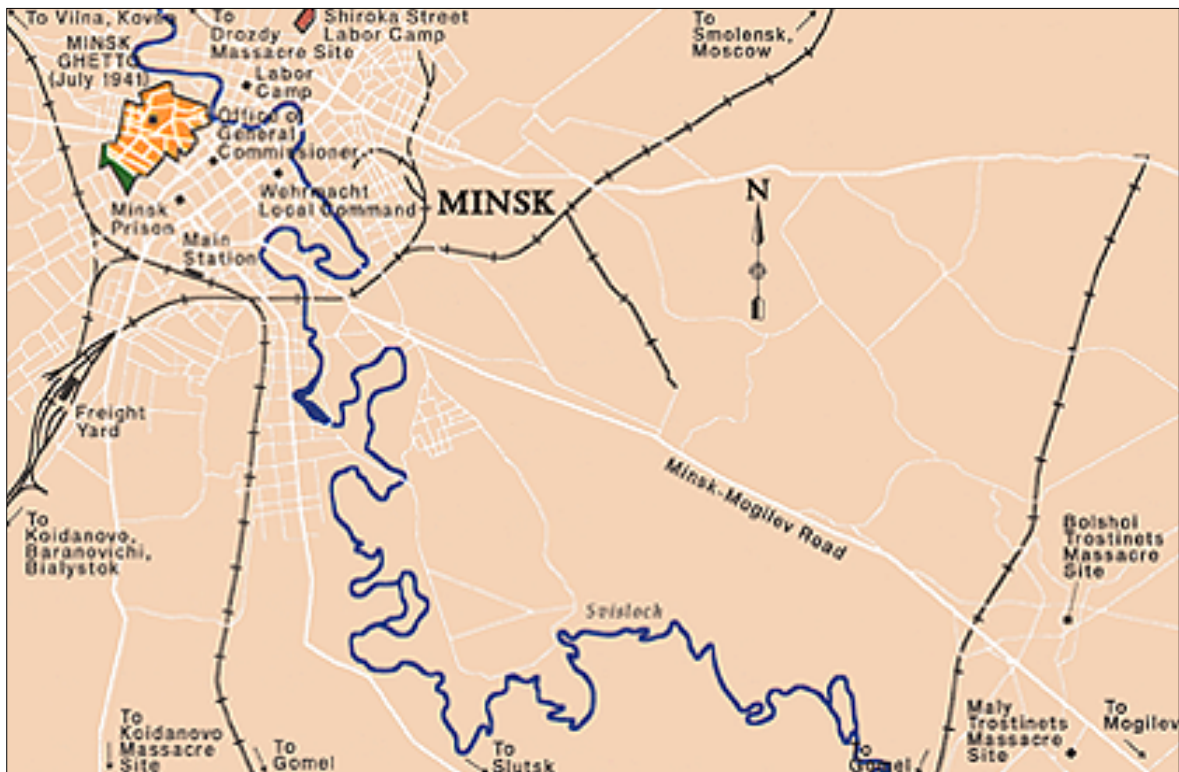 To Vilna, Kovno
To
Drozdy
Massacre Site
Shiroka Street
Labor Camp
To
Smolensk,
Moscow
MINSK
GHETTO
(July 1941)
Labor
Camp
Office of
General
Commissioner
Wehrmacht
Local Command
MINSK
N
Minsk
Prison
Main
Station
Freight
Yard
Minsk-Mogilev Road
To
Koidanovo,
Baranovichi,
Bialystok
Bolshoi
Trostinets
Massacre
Site
Svisloch
To
Koidanovo
Massacre
Site
To
Gomel
To
Slutsk
To
Gomel
Maly
Trostinets
Massacre
Site
To
Mogilev